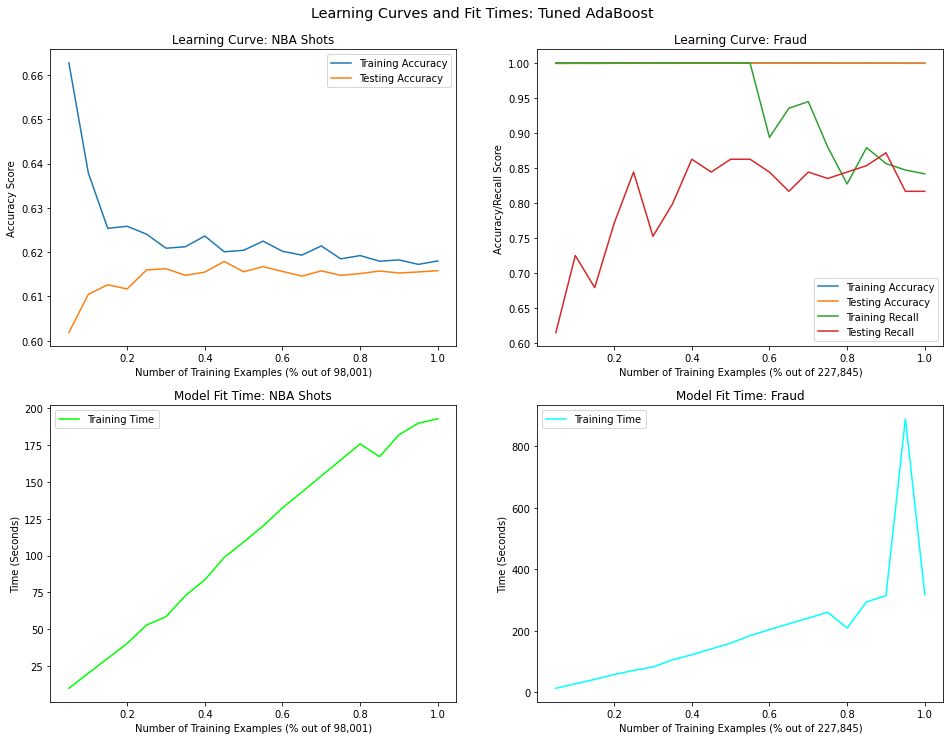 Learning Curves and Fit Times: Tuned AdaBoost
Learning Curve: NBA Shots
Training Accuracy
Testing Accuracy
0.66
0.65
0.64
0.63
0.62
0.61
0.60
Accuracy Score
0.2 0.4 0.6 0.8 1.0
Number of Training Examples (% out of 98,001)
Learning Curve: Fraud
1.00
0.95
0.90
0.85
0.80
0.75
0.70
0.65
0.60
Accuracy/Recall Score
Training Accuracy
Testing Accuracy
Training Recall
Testing Recall
0.2 0.4 0.6 0.8 1.0
Number of Training Examples (% out of 227,845)
Model Fit Time: NBA Shots
Training Time
200
175
150
125
100
75
50
25
Time (Seconds)
0.2 0.4 0.6 0.8 1.0
Number of Training Examples (% out of 98,001)
Model Fit Time: Fraud
Training Time
800
600
400
200
0
Time (Seconds)
0.2 0.4 0.6 0.8 1.0
Number of Training Examples (% out of 227,845)